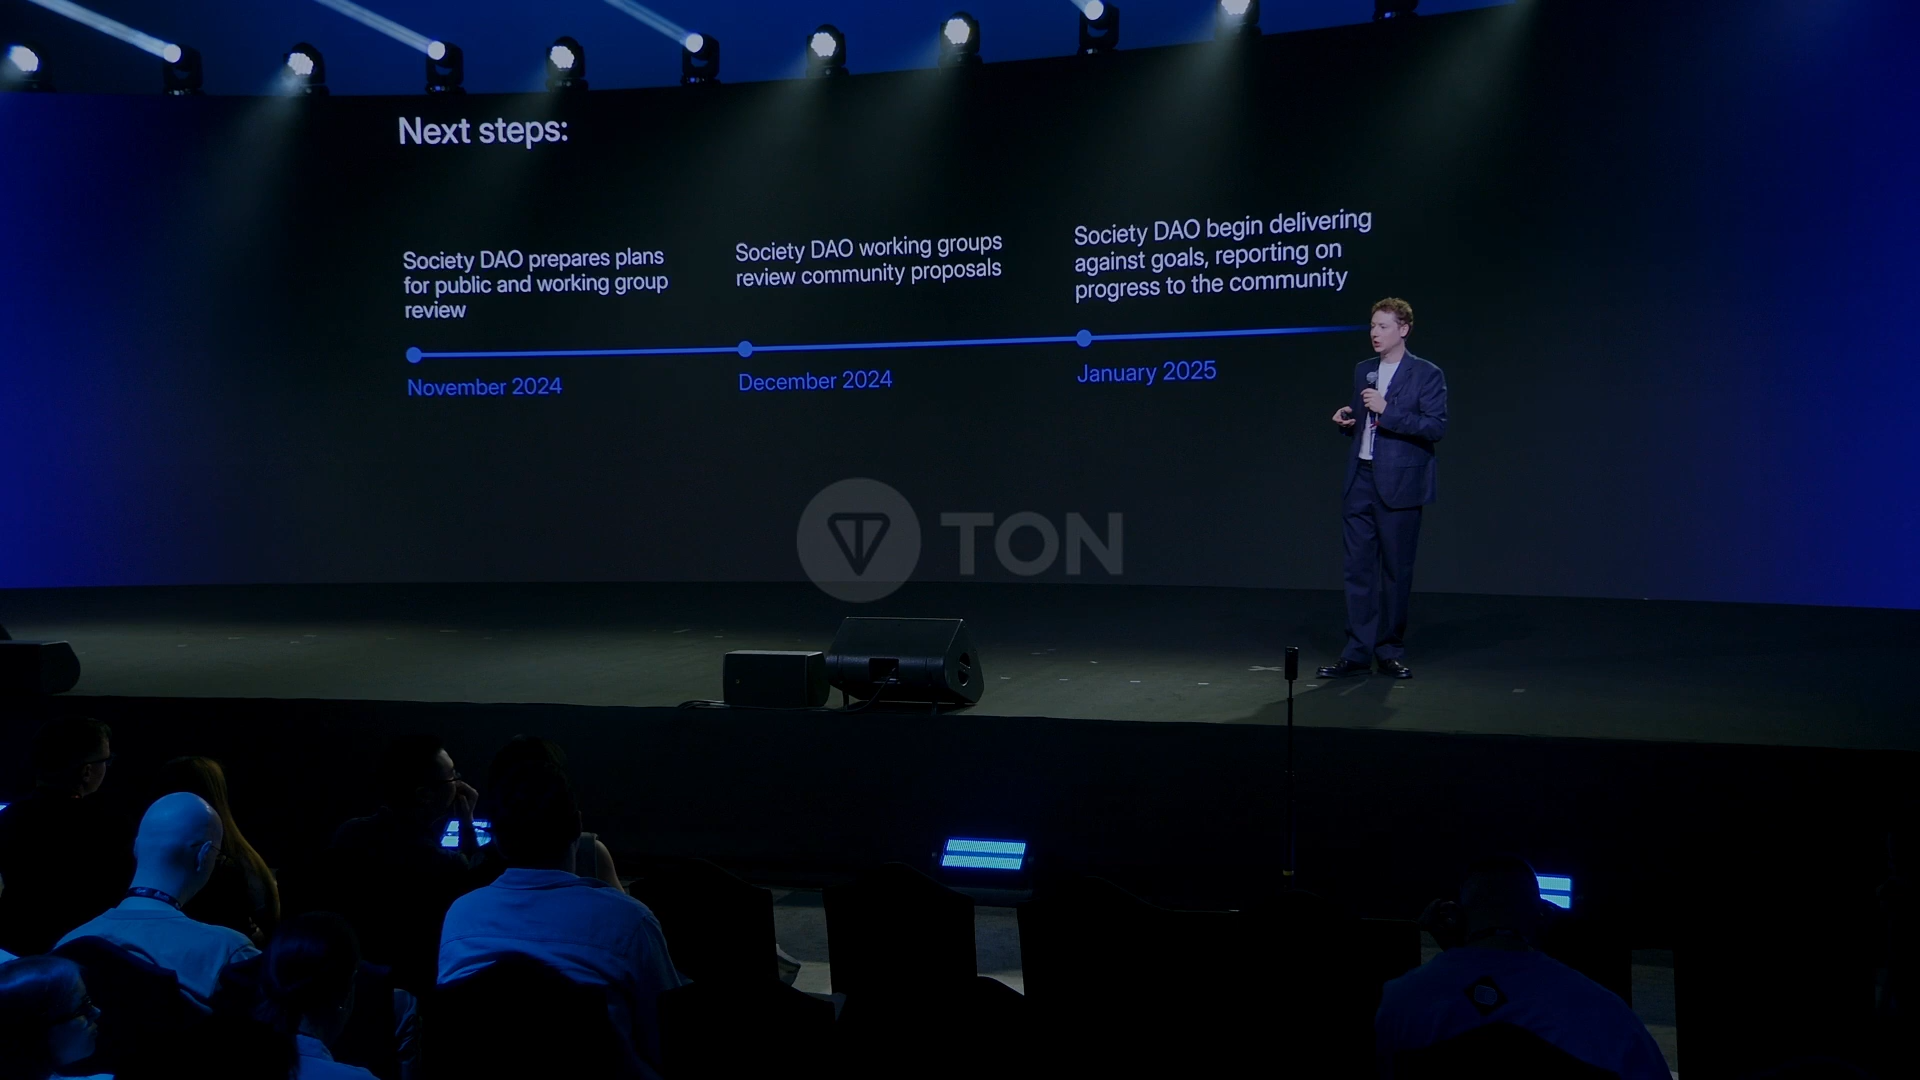 Next steps:
Society DAO prepares plans
for public and working group
review
November 2024
Society DAO working groups
review community proposals
December 2024
Society DAO begin delivering
against goals, reporting on
progress to the community
January 2025
TON